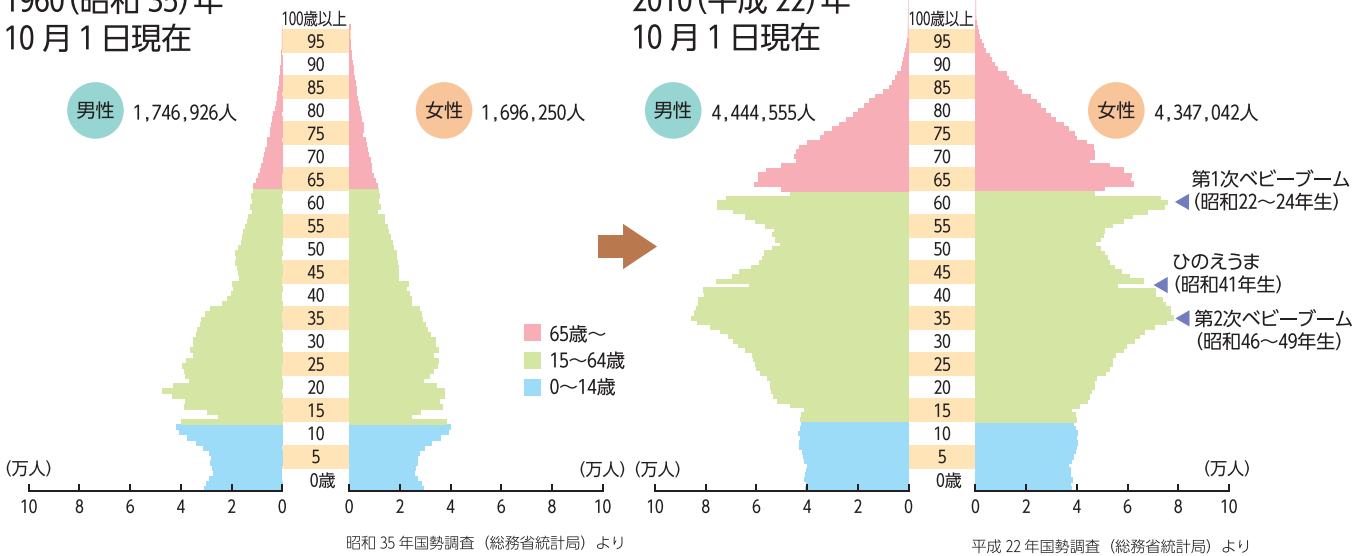 1960（昭和 35）年
10 月 1 日現在
男性
1,746,926人
女性
1,696,250人
100歳以上
95
90
85
80
75
70
65
60
55
50
45
40
35
30
25
20
15
10
5
0歳
（万人）
（万人）
10 8 6 4 2 0
0 2 4 6 8 10
昭和 35 年国勢調査（総務省統計局）より
65歳～
15～64歳
0～14歳
2010（平成 22）年
10 月 1 日現在
男性
4,444,555人
女性
4,347,042人
100歳以上
95
90
85
80
75
70
65
60
55
50
45
40
35
30
25
20
15
10
5
0歳
第1次ベビーブーム
（昭和22～24年生）
ひのえうま
（昭和41年生）
第2次ベビーブーム
（昭和46～49年生）
（万人）
（万人）
10 8 6 4 2 0
0 2 4 6 8 10
平成 22 年国勢調査（総務省統計局）より